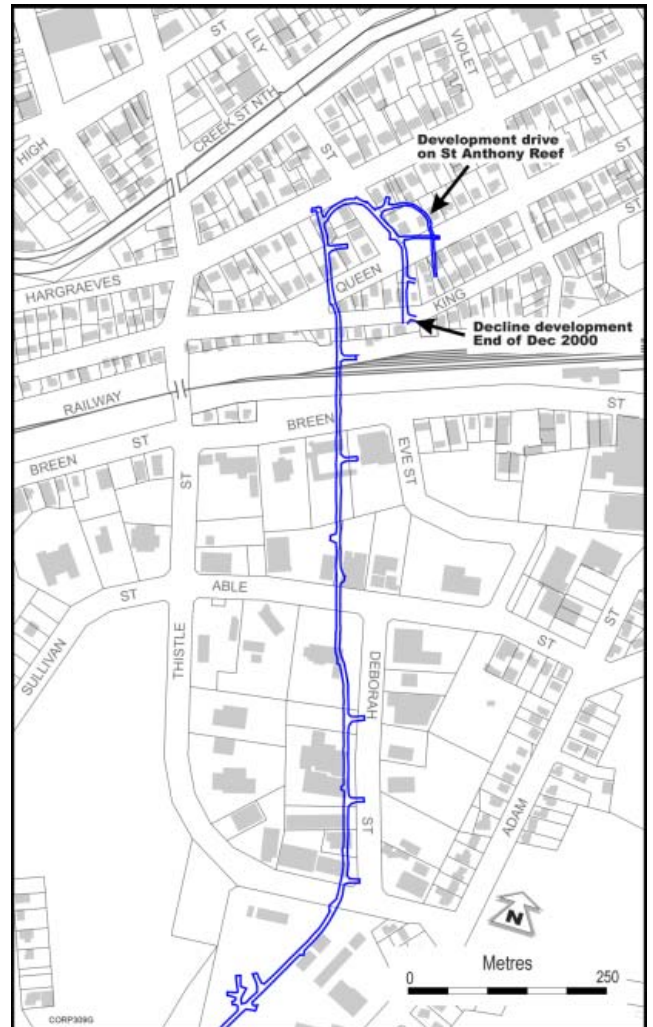 ST
LILY
VIOLET
ST
CREEK ST NTH
HIGH
ST
Development drive
on St Anthony Reef
ST
HARGRAEVES
QUEEN
KING
Decline development
End of Dec 2000
RAILWAY
BREEN
ST
ST
BREEN
ST
EVE ST
ABLE
ST
ST
ST
SULLIVAN
THISTLE
DEBORAH
ADAM
ST
N
Metres
0
250
CORP309G